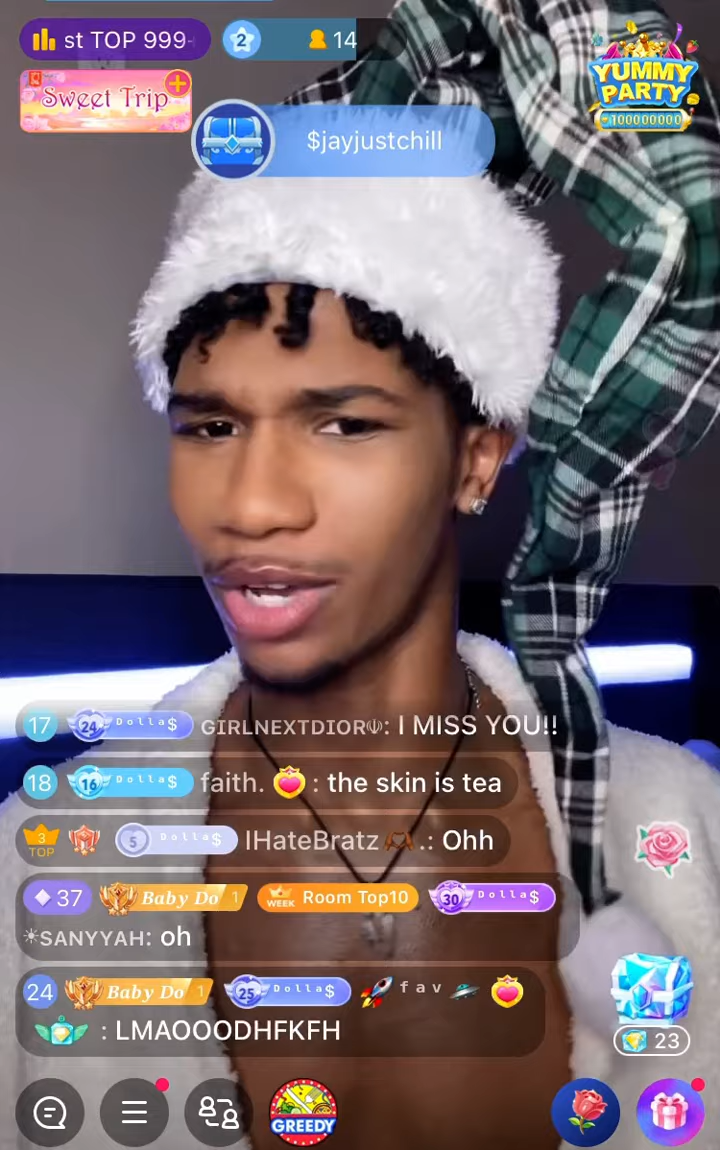 st TOP 999
2
14
Sweet Trip
YUMMY
PARTY
100000000
$jayjustchill
17 24 Dolla$ GIRLNEXTDIOR: I MISS YOU!!
18 16 Dolla$ faith. : the skin is tea
3 TOP 5 Dolla$ IHateBratz .: Ohh
37 Baby Do 1 WEEK Room Top10 30 Dolla$
☀SANYYAH: oh
24 Baby Do 1 25 Dolla$ 🚀 fav 🛸
: LMAOOODHFKFH
23
GREEDY